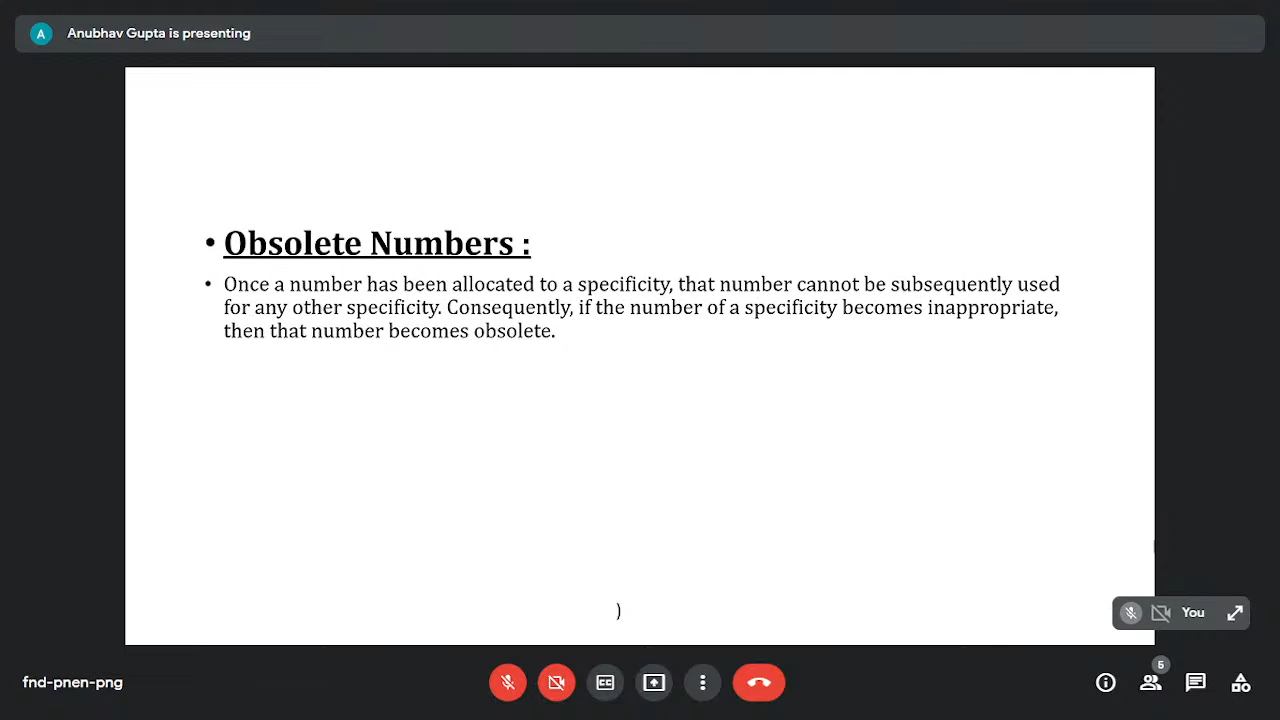 A Anubhav Gupta is presenting
• Obsolete Numbers :
• Once a number has been allocated to a specificity, that number cannot be subsequently used
for any other specificity. Consequently, if the number of a specificity becomes inappropriate,
then that number becomes obsolete.
)
You
fnd-pnen-png
CC
5